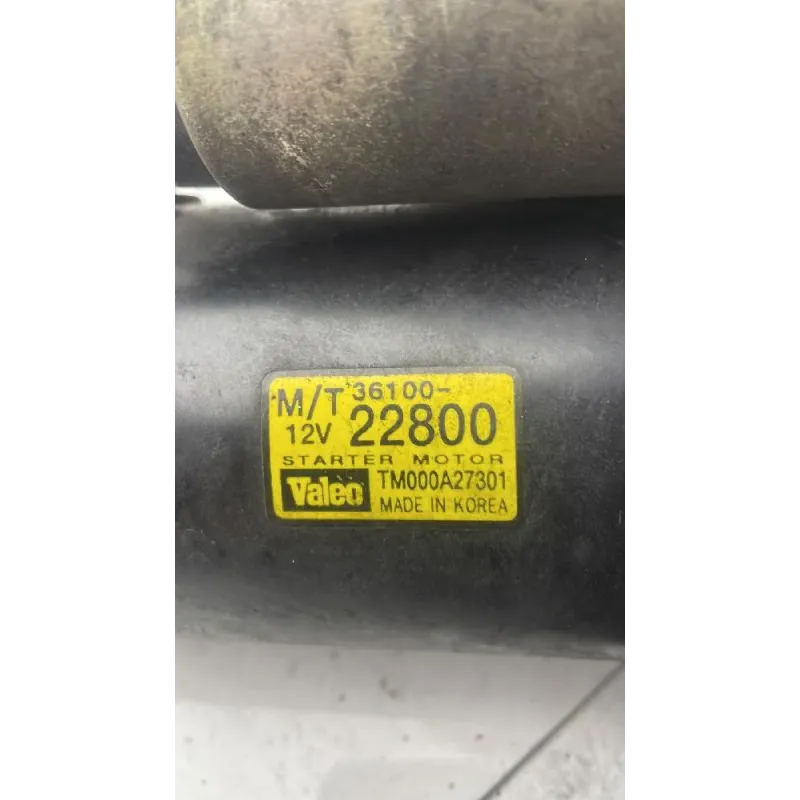 M/T 36100-
12V 22800
STARTER MOTOR
Valeo TM000A27301
MADE IN KOREA